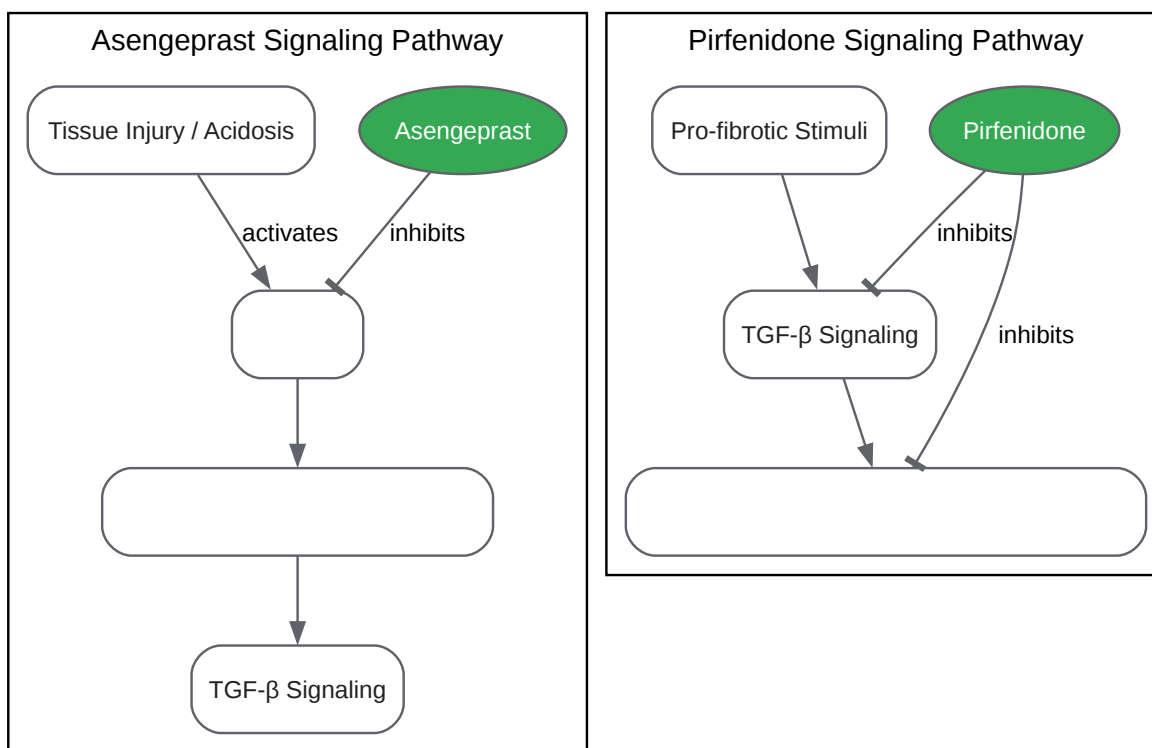 Asengeprast Signaling Pathway
Tissue Injury / Acidosis
Asengeprast
activates
inhibits
TGF-β Signaling
Pirfenidone Signaling Pathway
Pro-fibrotic Stimuli
Pirfenidone
inhibits
TGF-β Signaling
inhibits